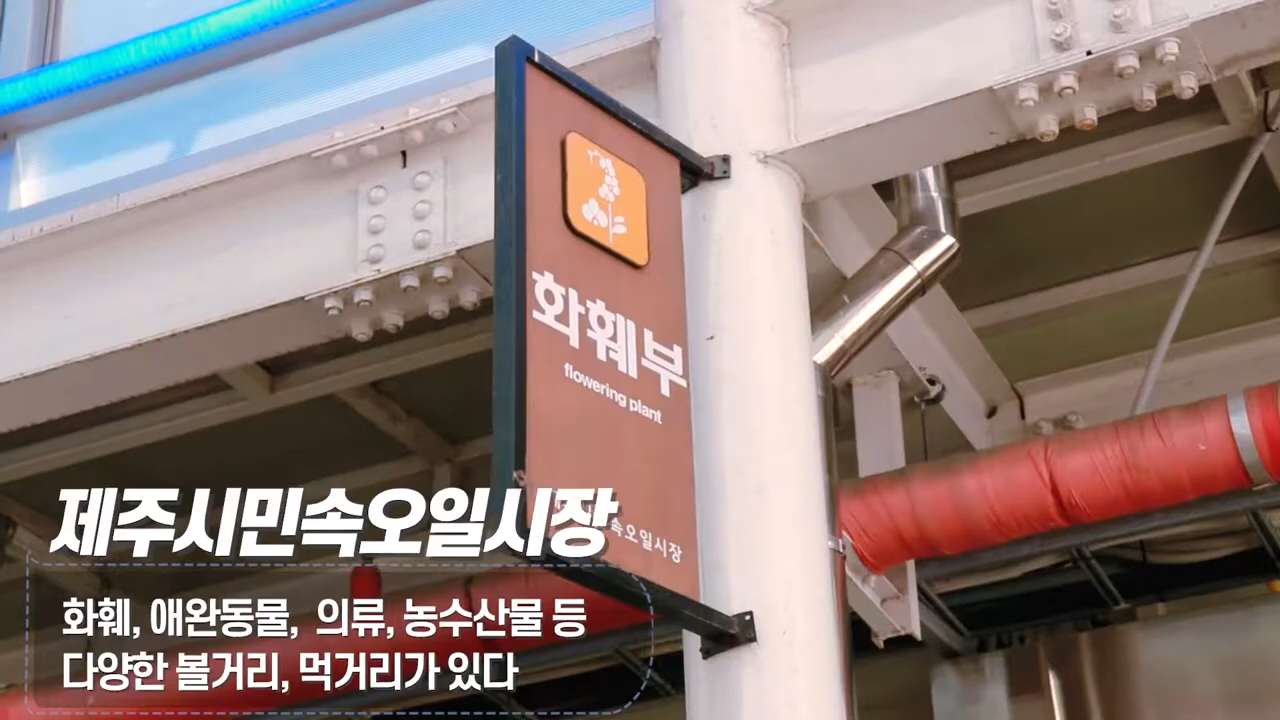 화훼부
flowering plant
속오일시장
제주시민속오일시장
화훼, 애완동물, 의류, 농수산물 등
다양한 볼거리, 먹거리가 있다